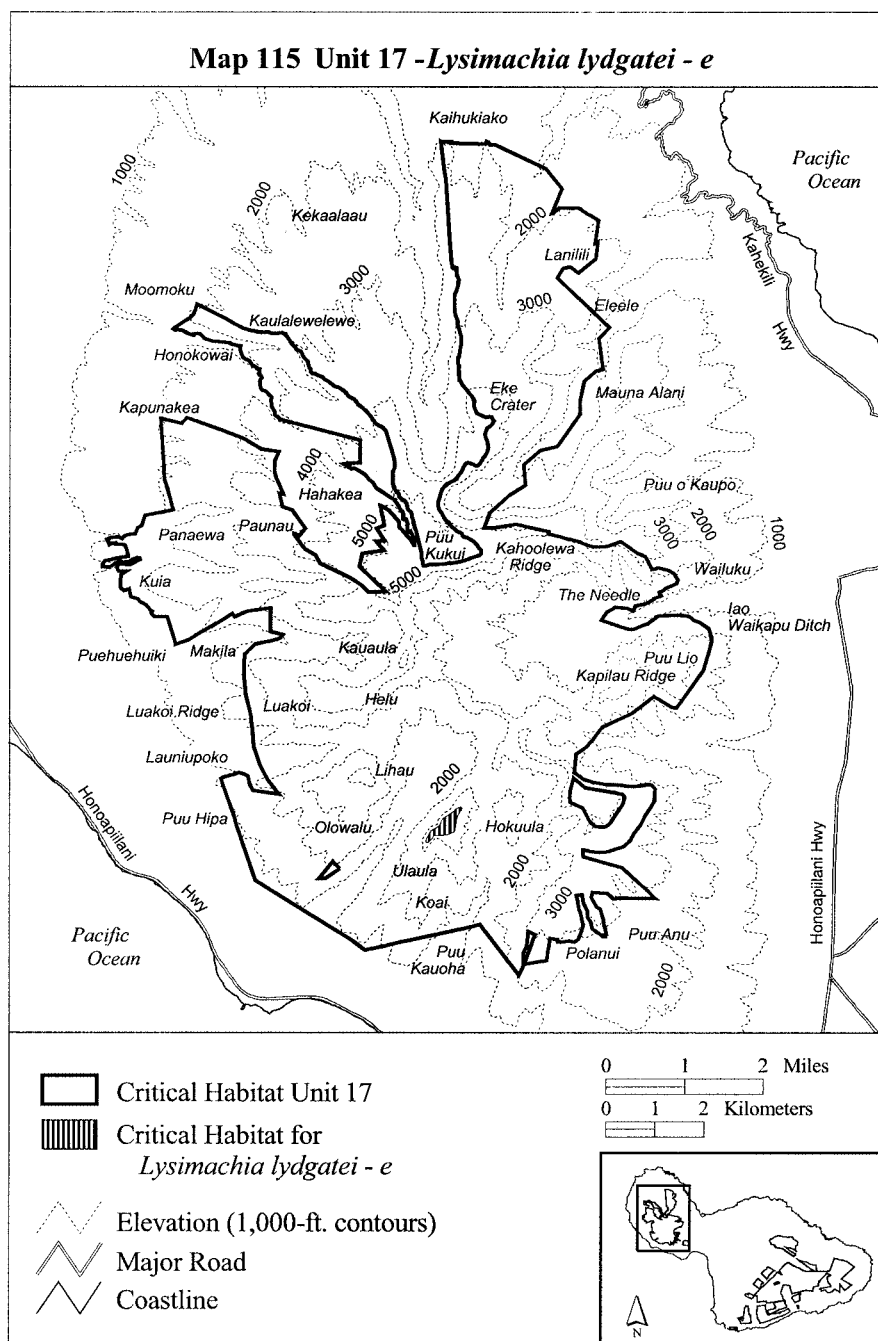 Map 115 Unit 17 -Lysimachia lydgatei - e
Kaihukiako
Pacific
Ocean
1000
2000
Kekaalaau
2000
Lanilili
Kahekili
Hwy
3000
Moomoku
Kaulalewelewe
3000
Eleele
Honokowai
Kapunakea
Eke
Crater
Mauna Alani
4000
Hahakea
Puu o Kaupo
Panaewa
Paunau
5000
Puu
Kukui
Kahoolewa
Ridge
3000
2000
1000
Wailuku
Kuia
5000
The Needle
Iao
Waikapu Ditch
Puehuehuiki
Makila
Kauaula
Puu Lio
Kapilau Ridge
Luakoi Ridge
Luakoi
Helu
Launiupoko
Lihau
2000
Puu Hipa
Honoapiilani
Hwy
Olowalu
Hokuula
Ulaula
2000
Koai
3000
Honoapiilani Hwy
Pacific
Ocean
Puu
Kauoha
Polanui
Puu Anu
2000
0 1 2 Miles
0 1 2 Kilometers
Critical Habitat Unit 17
Critical Habitat for
Lysimachia lydgatei - e
Elevation (1,000-ft. contours)
Major Road
Coastline
N